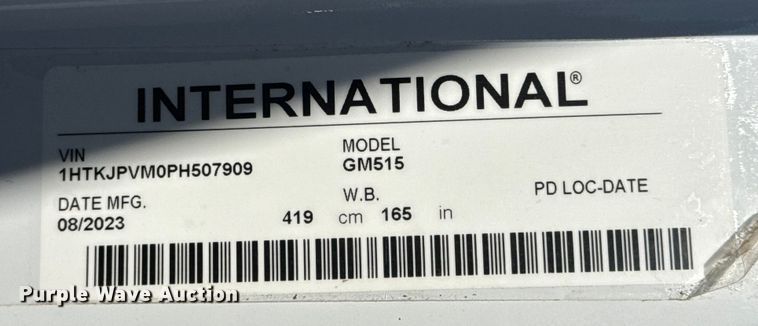 INTERNATIONAL®
VIN MODEL
1HTKJPVM0PH507909 GM515
DATE MFG. W.B. PD LOC-DATE
08/2023 419 cm 165 in
Purple Wave Auction